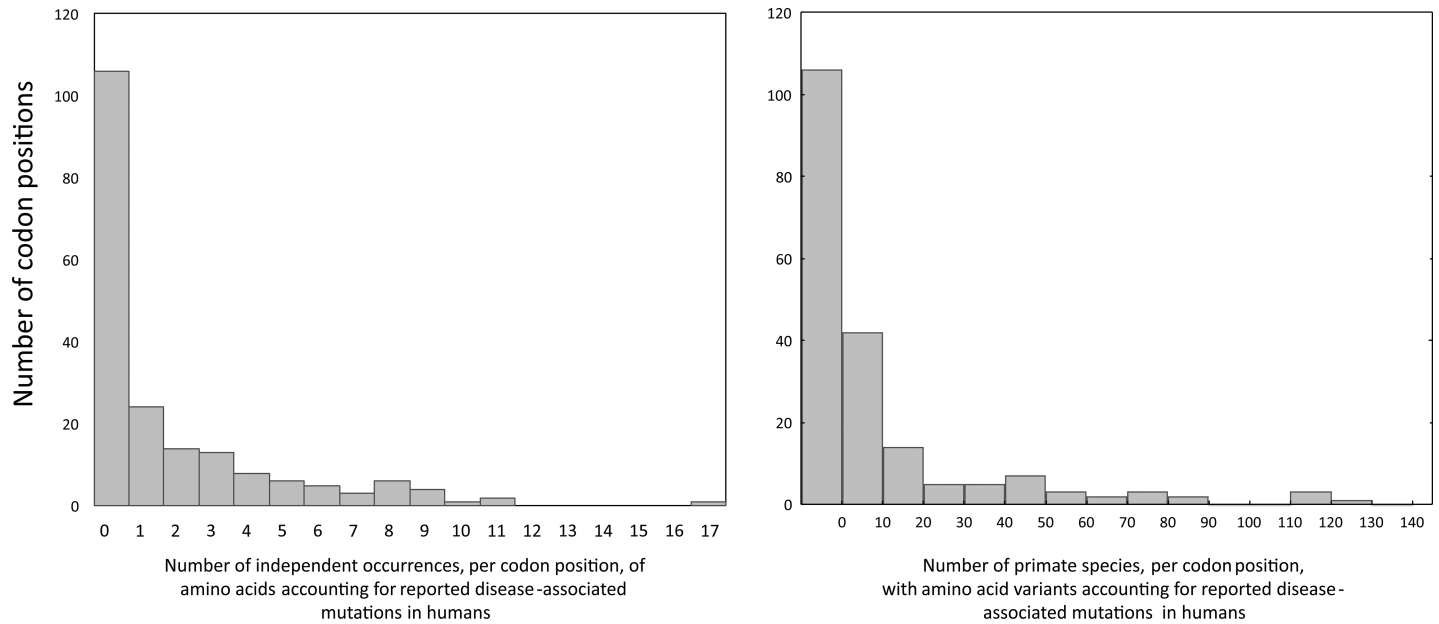 120
100
80
60
40
20
0
Number of codon positions
0 1 2 3 4 5 6 7 8 9 10 11 12 13 14 15 16 17
Number of independent occurrences, per codon position, of
amino acids accounting for reported disease-associated
mutations in humans
120
100
80
60
40
20
0
0 10 20 30 40 50 60 70 80 90 100 110 120 130 140
Number of primate species, per codon position,
with amino acid variants accounting for reported disease-
associated mutations in humans